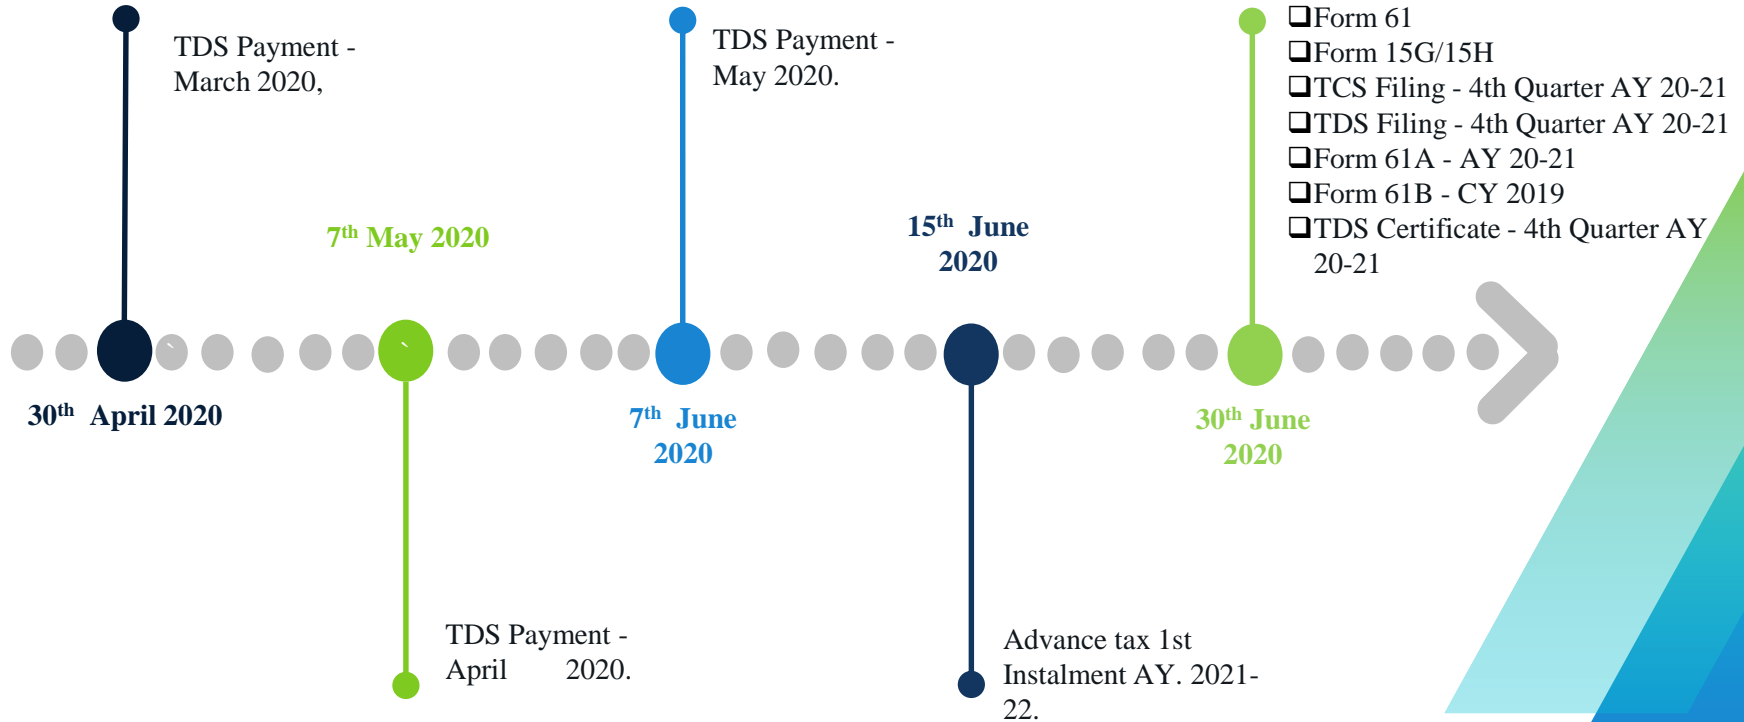 TDS Payment -
March 2020,
30th April 2020
7th May 2020
TDS Payment -
April 2020.
TDS Payment -
May 2020.
7th June
2020
15th June
2020
Advance tax 1st
Instalment AY. 2021-
22.
❑Form 61
❑Form 15G/15H
❑TCS Filing - 4th Quarter AY 20-21
❑TDS Filing - 4th Quarter AY 20-21
❑Form 61A - AY 20-21
❑Form 61B - CY 2019
❑TDS Certificate - 4th Quarter AY
20-21
30th June
2020
`
`